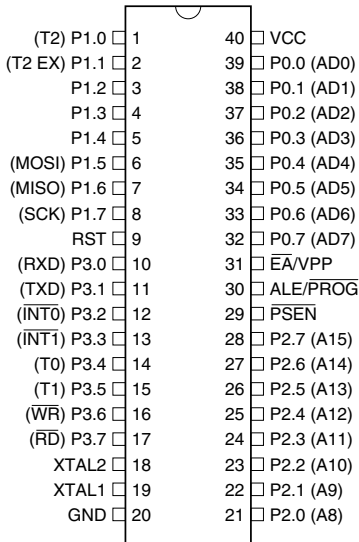 (T2) P1.0 1 40 VCC
(T2 EX) P1.1 2 39 P0.0 (AD0)
P1.2 3 38 P0.1 (AD1)
P1.3 4 37 P0.2 (AD2)
P1.4 5 36 P0.3 (AD3)
(MOSI) P1.5 6 35 P0.4 (AD4)
(MISO) P1.6 7 34 P0.5 (AD5)
(SCK) P1.7 8 33 P0.6 (AD6)
RST 9 32 P0.7 (AD7)
(RXD) P3.0 10 31 E̅A̅/VPP
(TXD) P3.1 11 30 ALE/P̅R̅O̅G̅
(I̅N̅T̅0̅) P3.2 12 29 P̅S̅E̅N̅
(I̅N̅T̅1̅) P3.3 13 28 P2.7 (A15)
(T0) P3.4 14 27 P2.6 (A14)
(T1) P3.5 15 26 P2.5 (A13)
(W̅R̅) P3.6 16 25 P2.4 (A12)
(R̅D̅) P3.7 17 24 P2.3 (A11)
XTAL2 18 23 P2.2 (A10)
XTAL1 19 22 P2.1 (A9)
GND 20 21 P2.0 (A8)